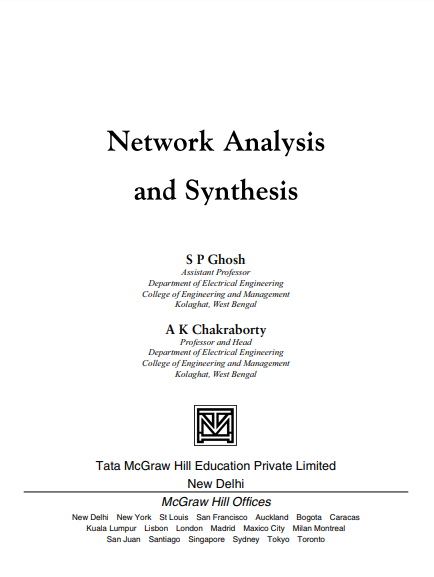 Network Analysis
and Synthesis
S P Ghosh
Assistant Professor
Department of Electrical Engineering
College of Engineering and Management
Kolaghat, West Bengal
A K Chakraborty
Professor and Head
Department of Electrical Engineering
College of Engineering and Management
Kolaghat, West Bengal
Tata McGraw Hill Education Private Limited
New Delhi
McGraw Hill Offices
New Delhi New York St Louis San Francisco Auckland Bogota Caracas
Kuala Lumpur Lisbon London Madrid Maxico City Milan Montreal
San Juan Santiago Singapore Sydney Tokyo Toronto